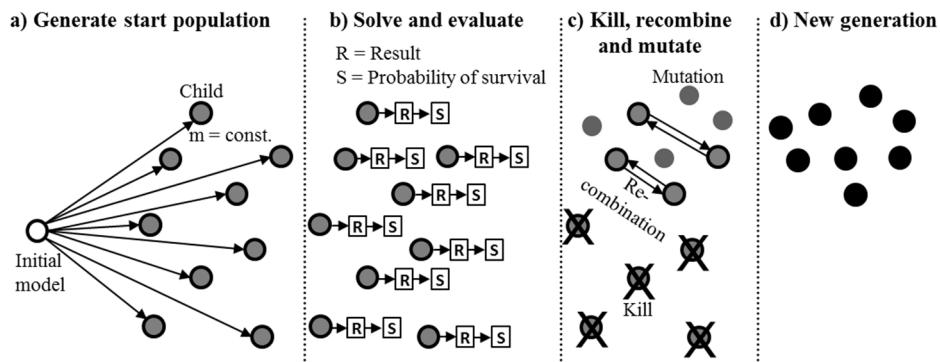 a) Generate start population
Child
m = const.
Initial
model
b) Solve and evaluate
R = Result
S = Probability of survival
R S
R S
R S
R S
R S
R S
R S
R S
R S
c) Kill, recombine
and mutate
Mutation
Re-
combination
Kill
d) New generation